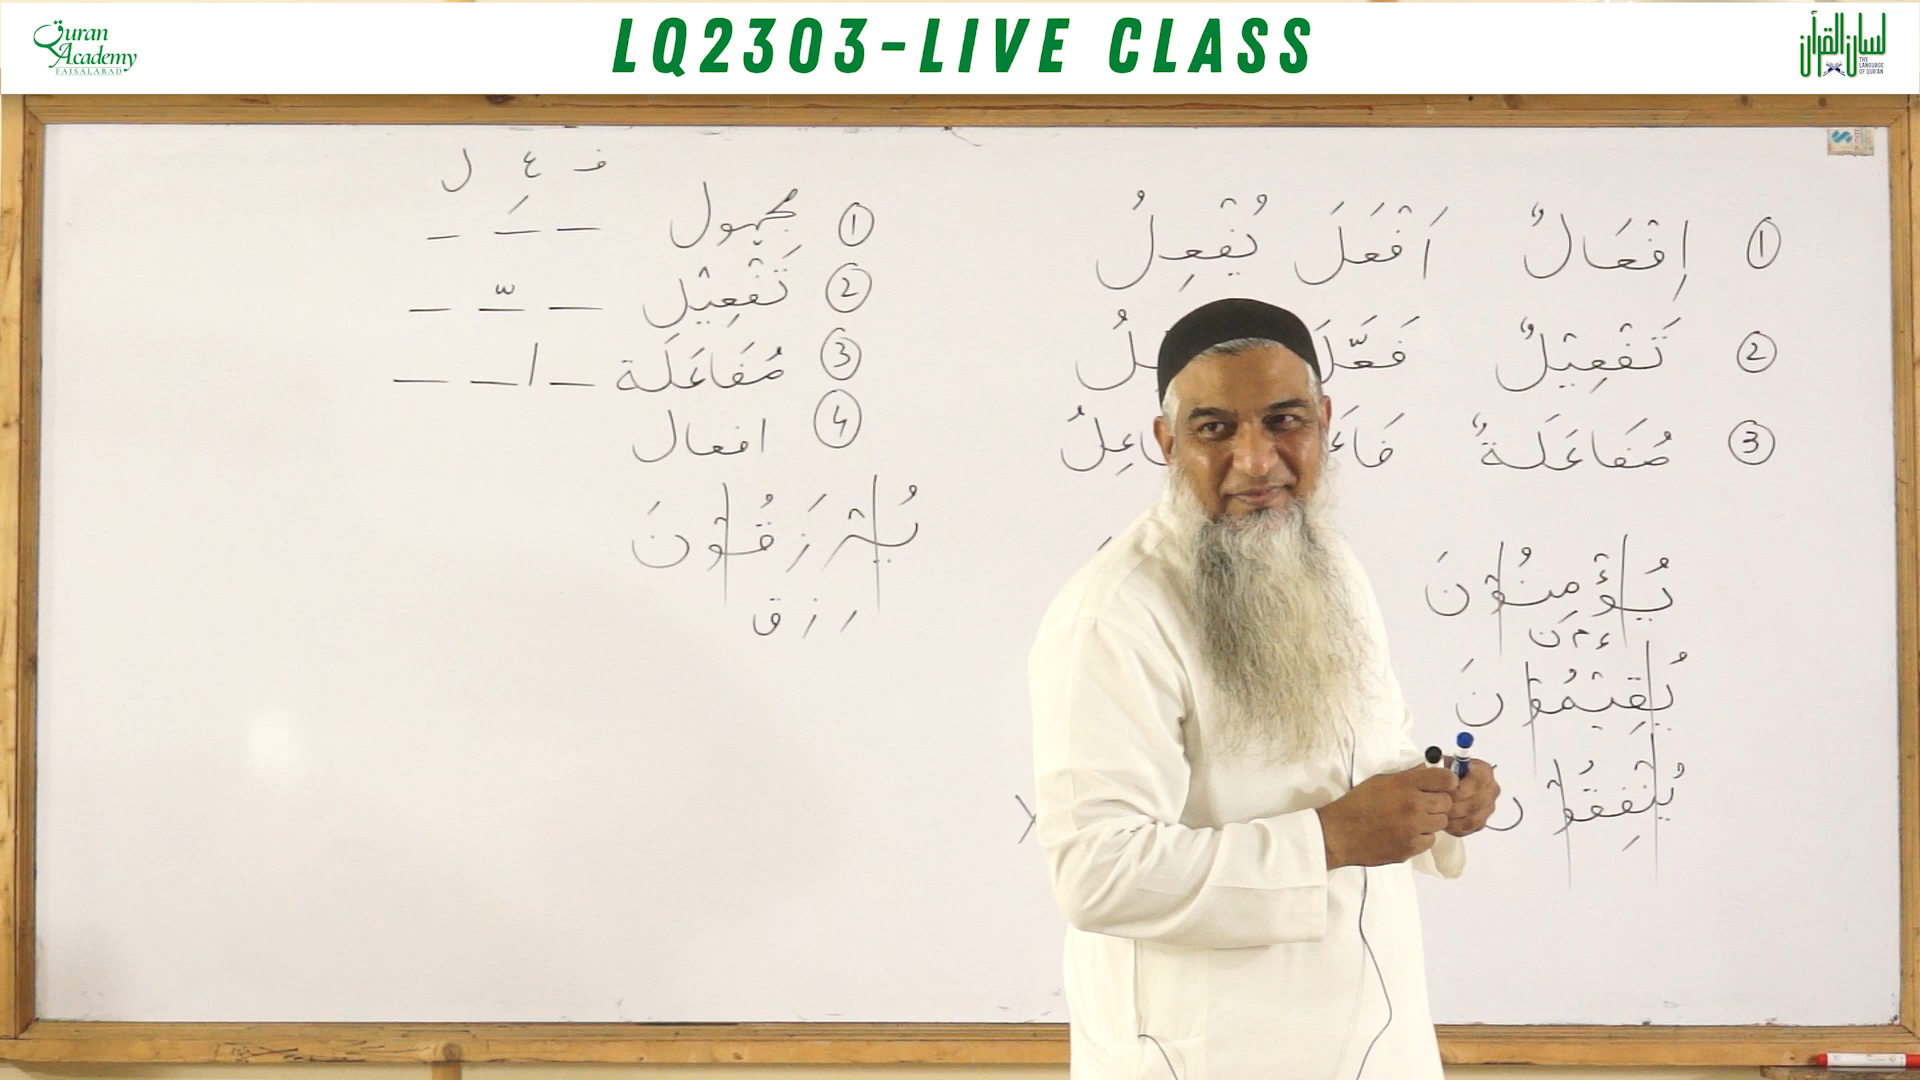 Quran Academy
FAISALABAD
LQ2303-LIVE CLASS
لسان القرآن
THE LANGUAGE OF QUR'AN
① اِفْعَالٌ اَفْعَلَ يُفْعِلُ
② تَفْعِيْلٌ فَعَّلَ
③ مُفَاعَلَةٌ
يُؤْمِنُوْنَ
ء م ن
يُقِيْمُوْنَ
يُنْفِقُوْنَ
ف ع ل
① مجہول _ _َ _
② تَفْعِيْل _ _ّ _
③ مُفَاعَلَة _ ا _ _
④ افعال
يُرْزَقُوْنَ
ر ز ق